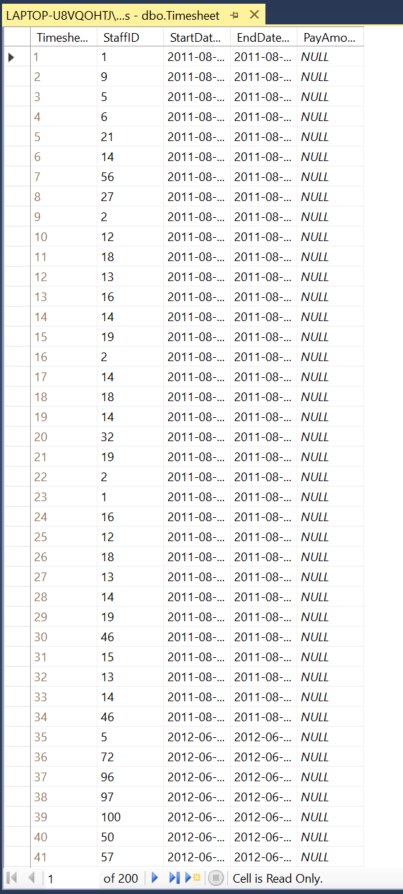 LAPTOP-U8VQOHTJ\...s - dbo.Timesheet
Timeshe... StaffID StartDat... EndDate... PayAmo...
1 1 2011-08-... 2011-08-... NULL
2 9 2011-08-... 2011-08-... NULL
3 5 2011-08-... 2011-08-... NULL
4 6 2011-08-... 2011-08-... NULL
5 21 2011-08-... 2011-08-... NULL
6 14 2011-08-... 2011-08-... NULL
7 56 2011-08-... 2011-08-... NULL
8 27 2011-08-... 2011-08-... NULL
9 2 2011-08-... 2011-08-... NULL
10 12 2011-08-... 2011-08-... NULL
11 18 2011-08-... 2011-08-... NULL
12 13 2011-08-... 2011-08-... NULL
13 16 2011-08-... 2011-08-... NULL
14 14 2011-08-... 2011-08-... NULL
15 19 2011-08-... 2011-08-... NULL
16 2 2011-08-... 2011-08-... NULL
17 14 2011-08-... 2011-08-... NULL
18 18 2011-08-... 2011-08-... NULL
19 14 2011-08-... 2011-08-... NULL
20 32 2011-08-... 2011-08-... NULL
21 19 2011-08-... 2011-08-... NULL
22 2 2011-08-... 2011-08-... NULL
23 1 2011-08-... 2011-08-... NULL
24 16 2011-08-... 2011-08-... NULL
25 12 2011-08-... 2011-08-... NULL
26 18 2011-08-... 2011-08-... NULL
27 13 2011-08-... 2011-08-... NULL
28 14 2011-08-... 2011-08-... NULL
29 19 2011-08-... 2011-08-... NULL
30 46 2011-08-... 2011-08-... NULL
31 15 2011-08-... 2011-08-... NULL
32 13 2011-08-... 2011-08-... NULL
33 14 2011-08-... 2011-08-... NULL
34 46 2011-08-... 2011-08-... NULL
35 5 2012-06-... 2012-06-... NULL
36 72 2012-06-... 2012-06-... NULL
37 96 2012-06-... 2012-06-... NULL
38 97 2012-06-... 2012-06-... NULL
39 100 2012-06-... 2012-06-... NULL
40 50 2012-06-... 2012-06-... NULL
41 57 2012-06-... 2012-06-... NULL
1 of 200 Cell is Read Only.